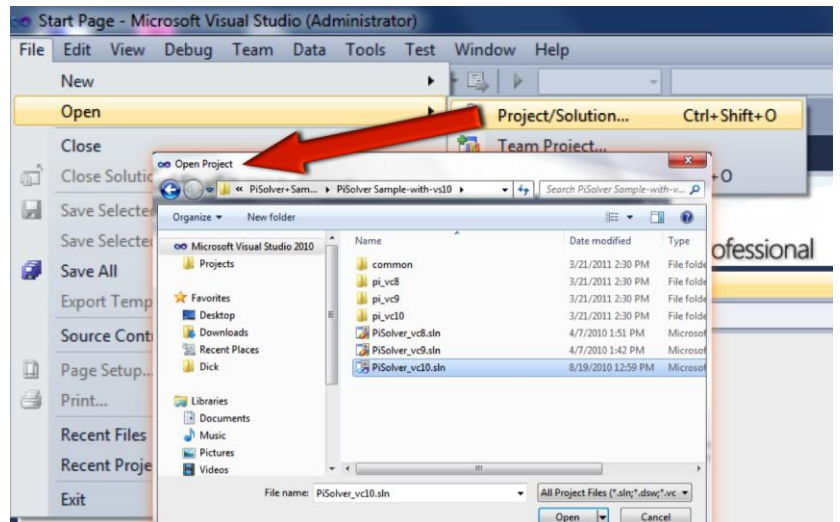 Start Page - Microsoft Visual Studio (Administrator)
File Edit View Debug Team Data Tools Test Window Help
New
Open
Project/Solution... Ctrl+Shift+O
Close
Team Project...
Close Solutio
+O
Save Selecte
Save Selecte
Save All
Export Temp
Source Cont
Page Setup...
Print...
Recent Files
Recent Proje
Exit
ofessional
Open Project
« PiSolver+Sam... PiSolver Sample-with-vs10
Search PiSolver Sample-with-v...
Organize New folder
Microsoft Visual Studio 2010
Projects
Favorites
Desktop
Downloads
Recent Places
Dick
Libraries
Documents
Music
Pictures
Videos
Name Date modified Type
common 3/21/2011 2:30 PM File folde
pi_vc8 3/21/2011 2:30 PM File folde
pi_vc9 3/21/2011 2:30 PM File folde
pi_vc10 3/21/2011 2:30 PM File folde
PiSolver_vc8.sln 4/7/2010 1:51 PM Microsof
PiSolver_vc9.sln 4/7/2010 1:42 PM Microsof
PiSolver_vc10.sln 8/19/2010 12:59 PM Microsof
File name: PiSolver_vc10.sln All Project Files (*.sln;*.dsw;*.vc
Open Cancel